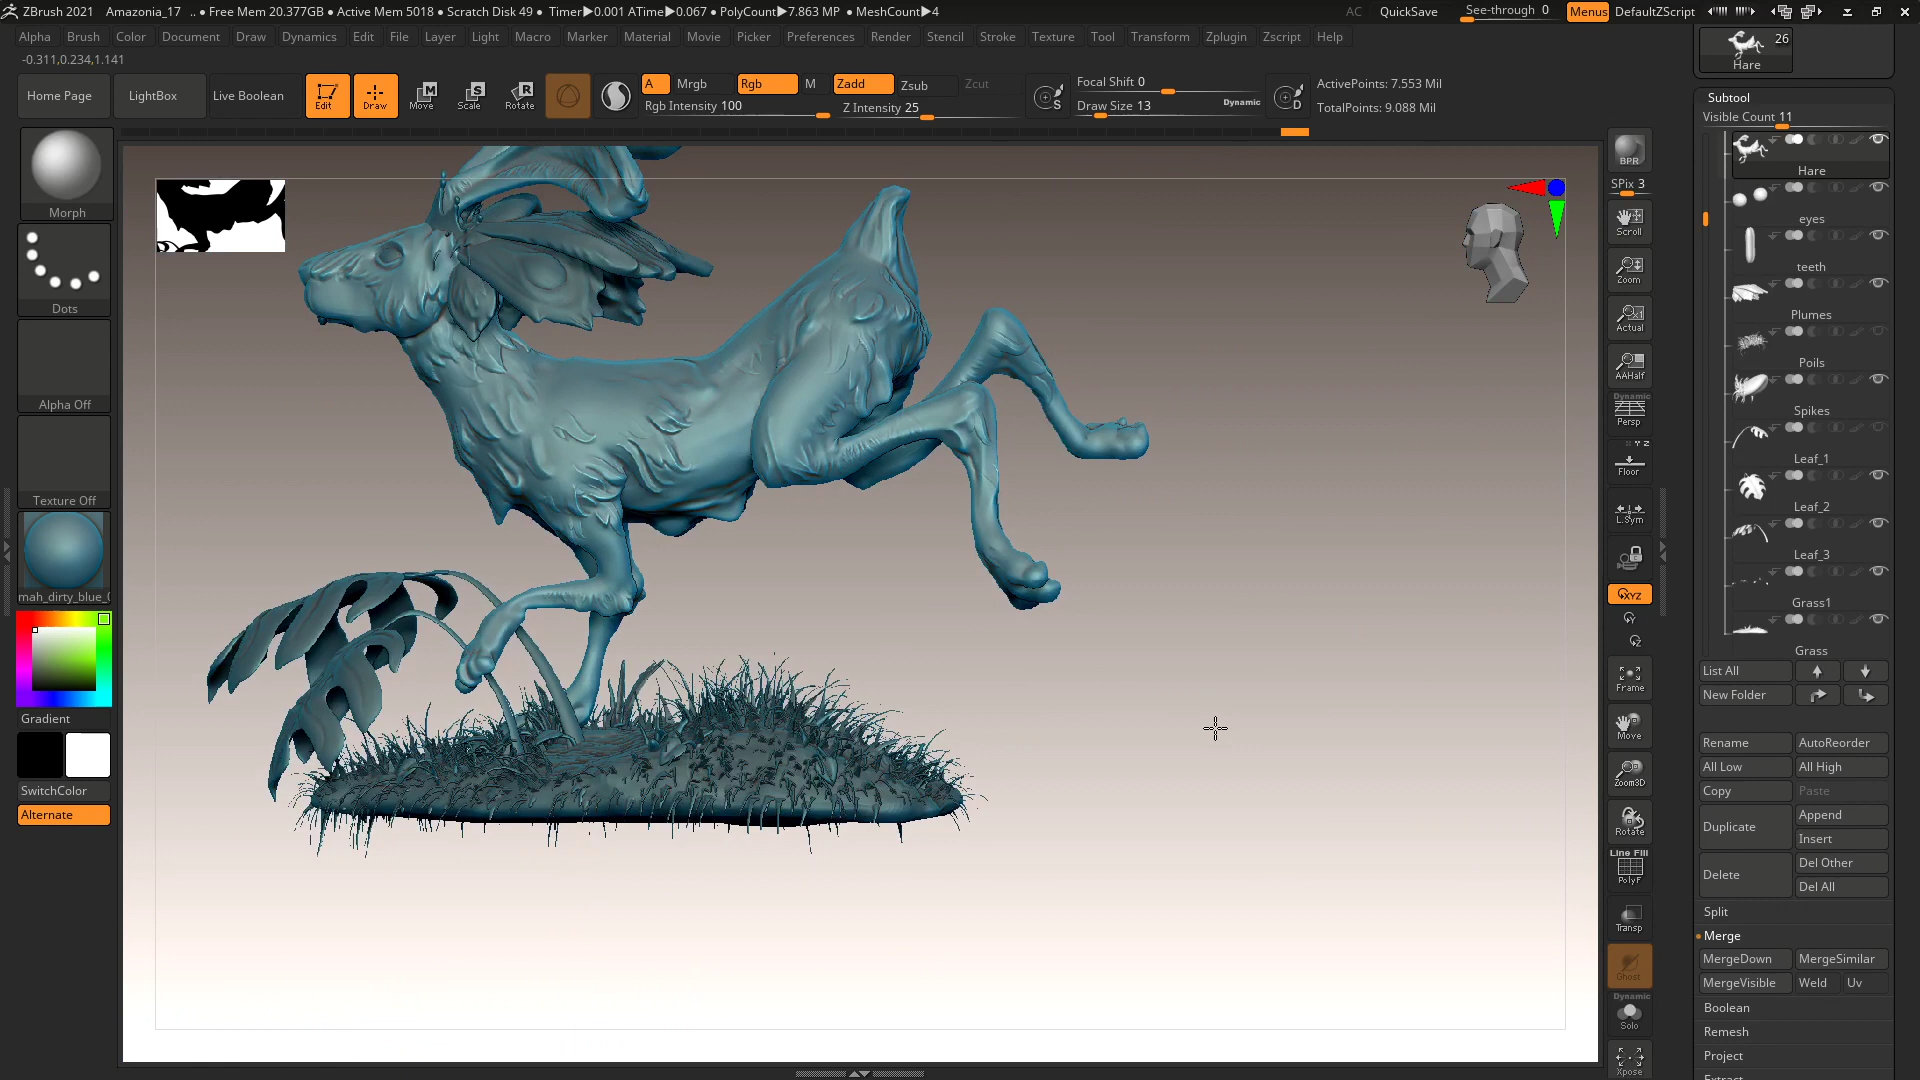 ZBrush 2021 Amazonia_17 .. ● Free Mem 20.377GB ● Active Mem 5018 ● Scratch Disk 49 ● Timer▶0.001 ATime▶0.067 ● PolyCount▶7.863 MP ● MeshCount▶4 AC QuickSave See-through 0 Menus DefaultZScript
Alpha Brush Color Document Draw Dynamics Edit File Layer Light Macro Marker Material Movie Picker Preferences Render Stencil Stroke Texture Tool Transform Zplugin Zscript Help
-0.311,0.234,1.141
Home Page LightBox Live Boolean Edit Draw Move Scale Rotate
A Mrgb Rgb M Zadd Zsub Zcut
Rgb Intensity 100 Z Intensity 25
S Focal Shift 0
Draw Size 13 Dynamic D
ActivePoints: 7.553 Mil
TotalPoints: 9.088 Mil
Morph
Dots
Alpha Off
Texture Off
mah_dirty_blue_
Gradient
SwitchColor
Alternate
BPR
SPix 3
Scroll
Zoom
Actual
AAHalf
Dynamic
Persp
Floor
L.Sym
XYZ
Y
Z
Frame
Move
Zoom3D
Rotate
Line Fill
PolyF
Transp
Ghost
Dynamic
Solo
Xpose
26
Hare
Subtool
Visible Count 11
Hare
eyes
teeth
Plumes
Poils
Spikes
Leaf_1
Leaf_2
Leaf_3
Grass1
Grass
List All
New Folder
Rename AutoReorder
All Low All High
Copy Paste
Duplicate Append
Insert
Delete Del Other
Del All
Split
Merge
MergeDown MergeSimilar
MergeVisible Weld Uv
Boolean
Remesh
Project
Extract